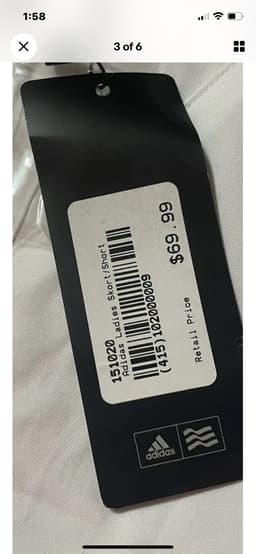 1:58
3 of 6
151020
Adidas Ladies Skort/Short
(415)102000009
Retail Price
$69.99
adidas